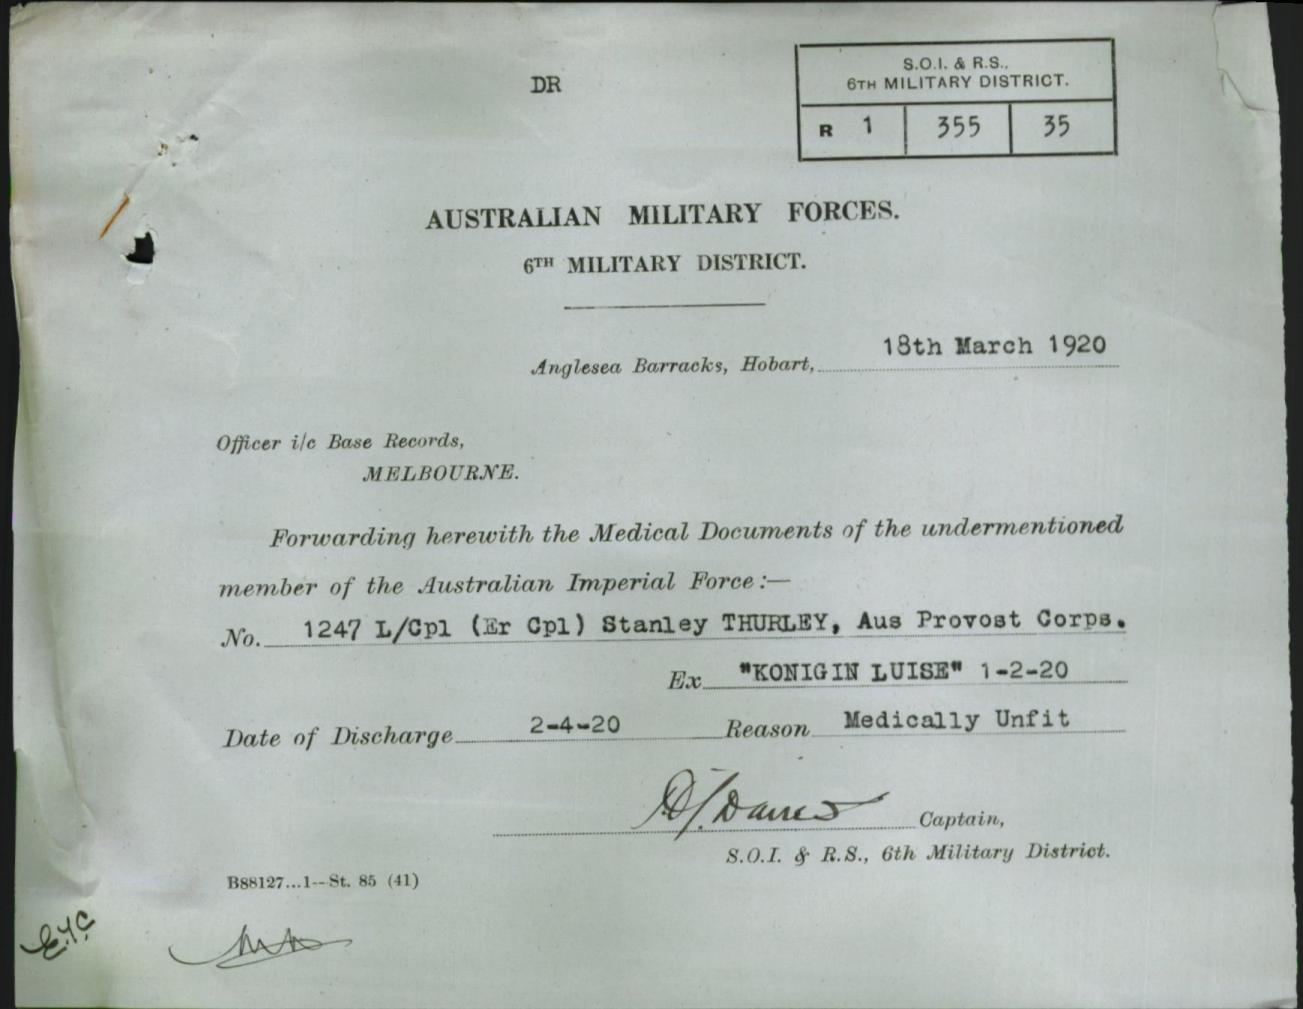 DR
S.O.I. & R.S.,
6TH MILITARY DISTRICT.
R 1 355 35
AUSTRALIAN MILITARY FORCES.
6TH MILITARY DISTRICT.
Anglesea Barracks, Hobart, 18th March 1920
Officer i/c Base Records,
MELBOURNE.
Forwarding herewith the Medical Documents of the undermentioned
member of the Australian Imperial Force :—
No. 1247 L/Cpl (Er Cpl) Stanley THURLEY, Aus Provost Corps.
Ex "KONIGIN LUISE" 1-2-20
Date of Discharge 2-4-20 Reason Medically Unfit
Captain,
S.O.I. & R.S., 6th Military District.
B88127...1--St. 85 (41)